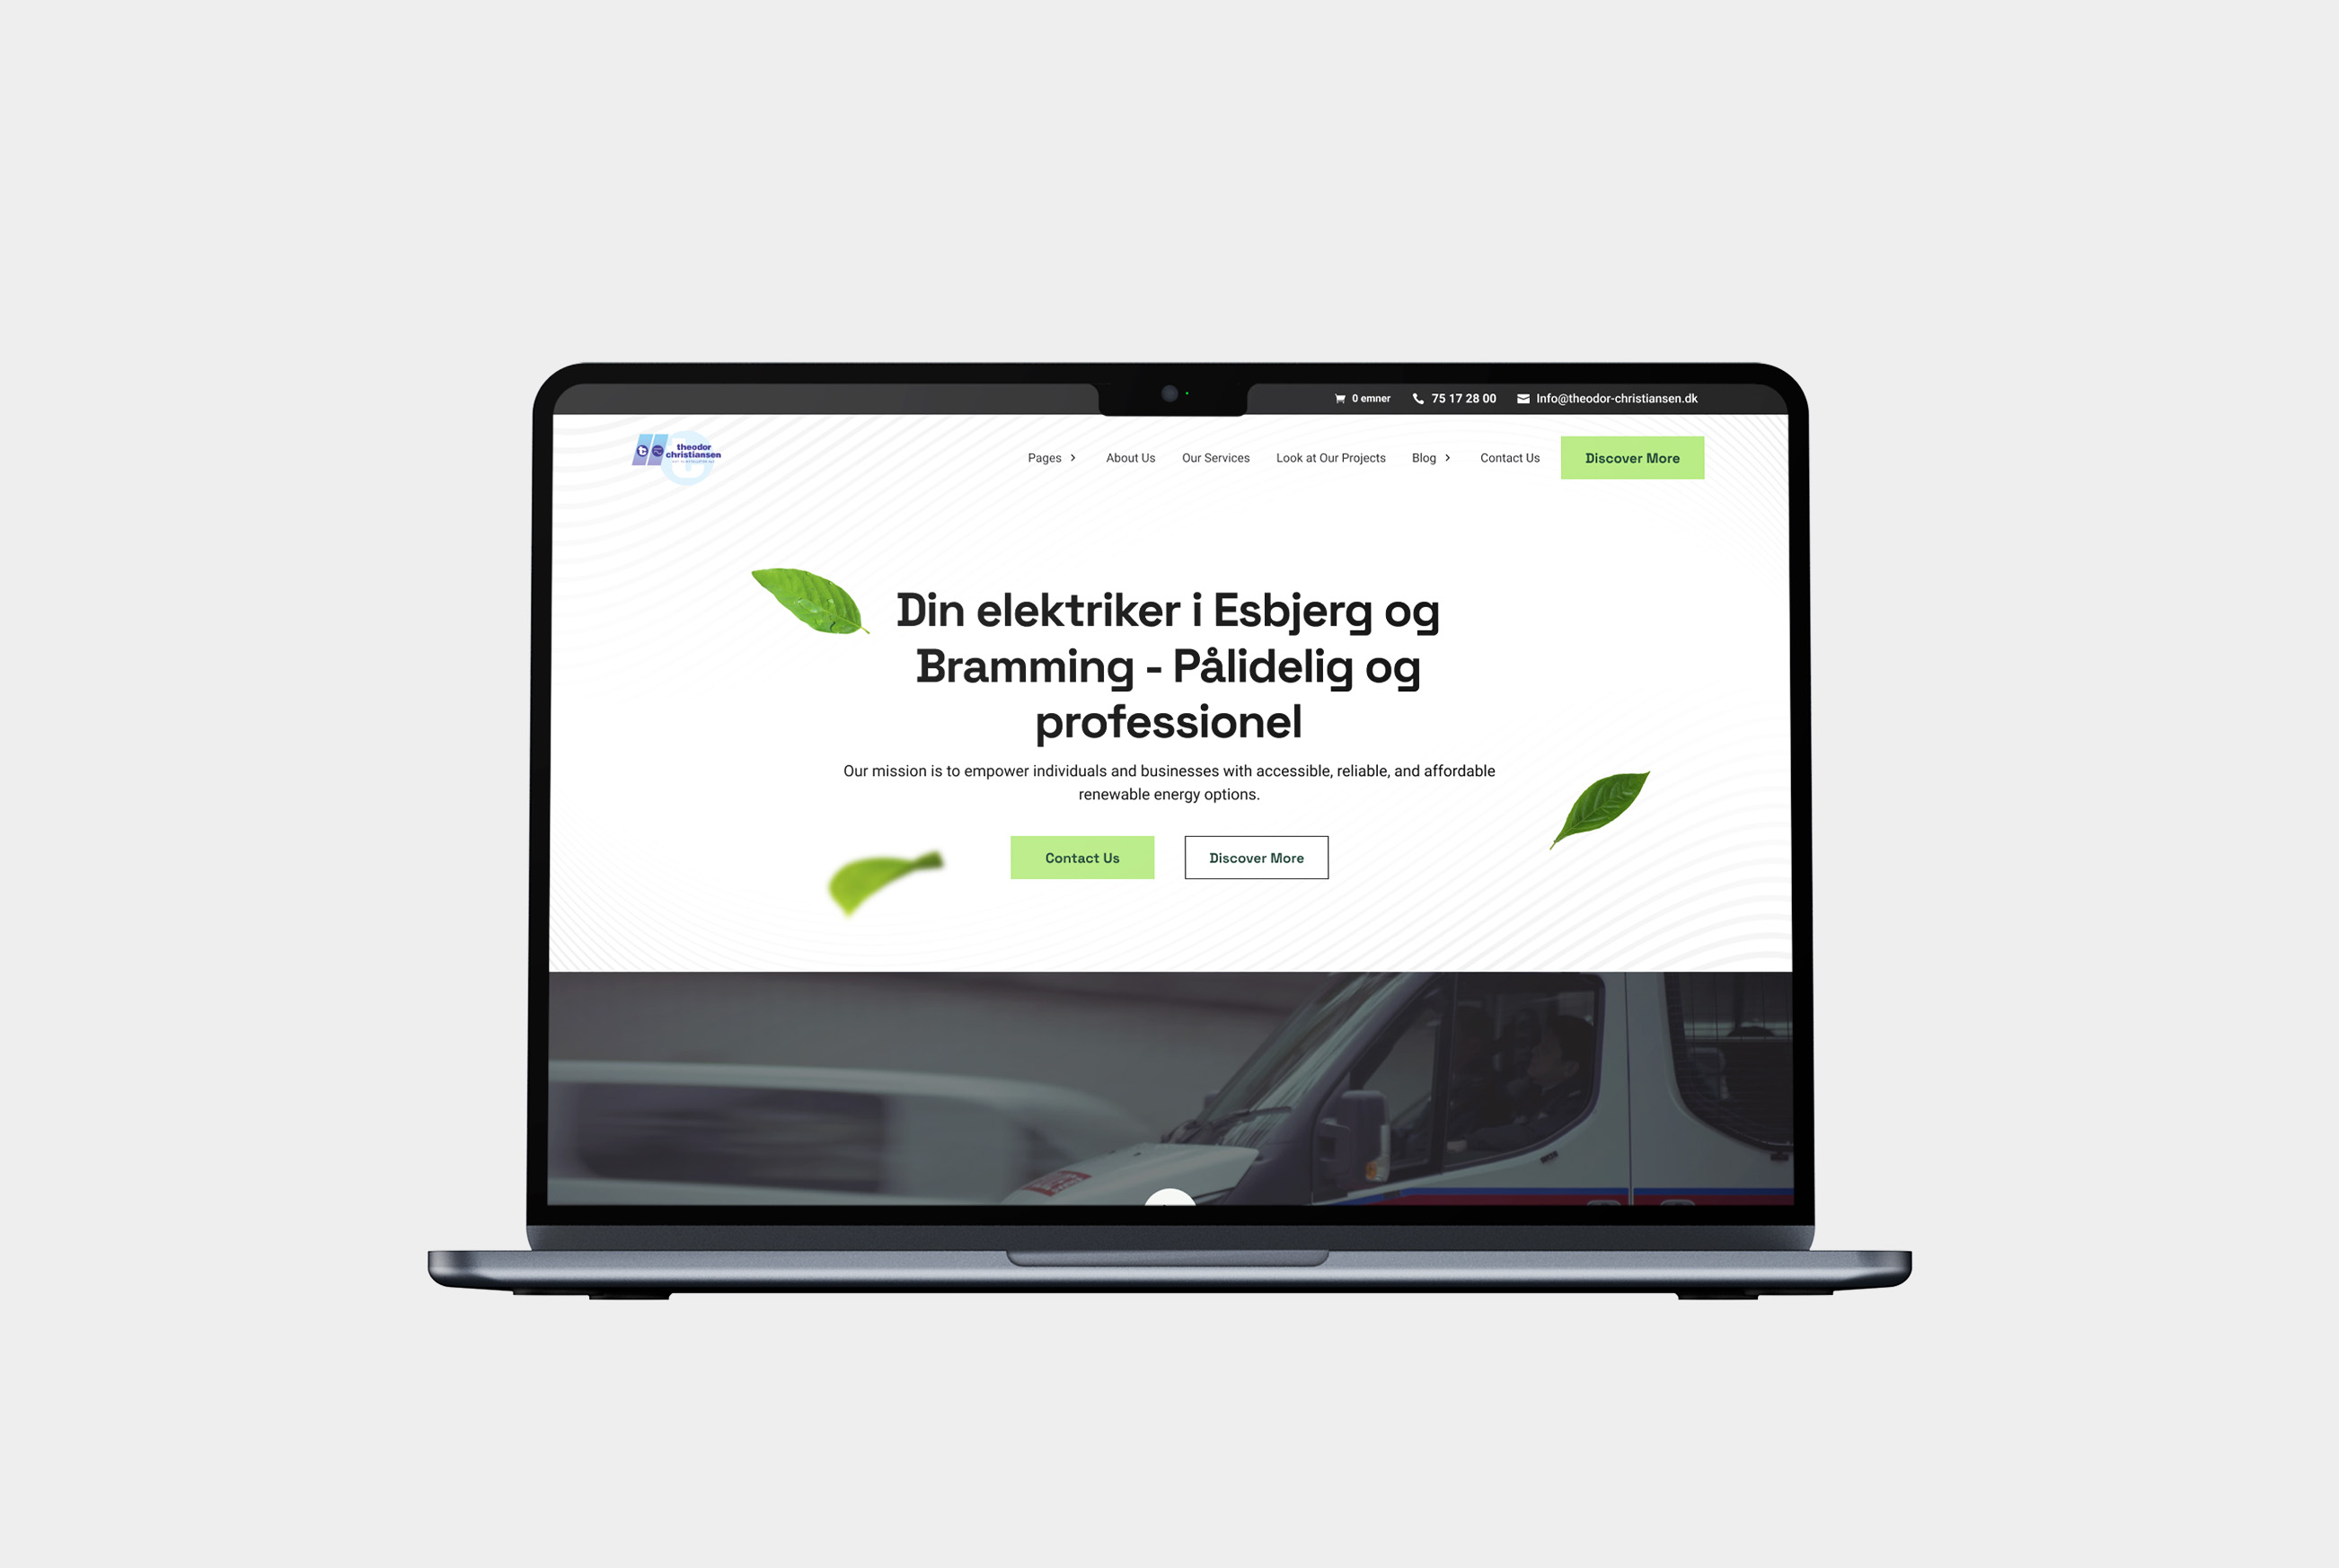 0 emner 75 17 28 00 Info@theodor-christiansen.dk
theodor
christiansen
Pages About Us Our Services Look at Our Projects Blog Contact Us Discover More
Din elektriker i Esbjerg og
Bramming - Pålidelig og
professionel
Our mission is to empower individuals and businesses with accessible, reliable, and affordable
renewable energy options.
Contact Us Discover More